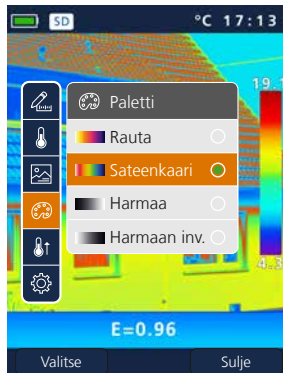 SD °C 17:13
19.1
Paletti
Rauta
Sateenkaari
Harmaa
Harmaan inv.
4.3
E=0.96
Valitse Sulje